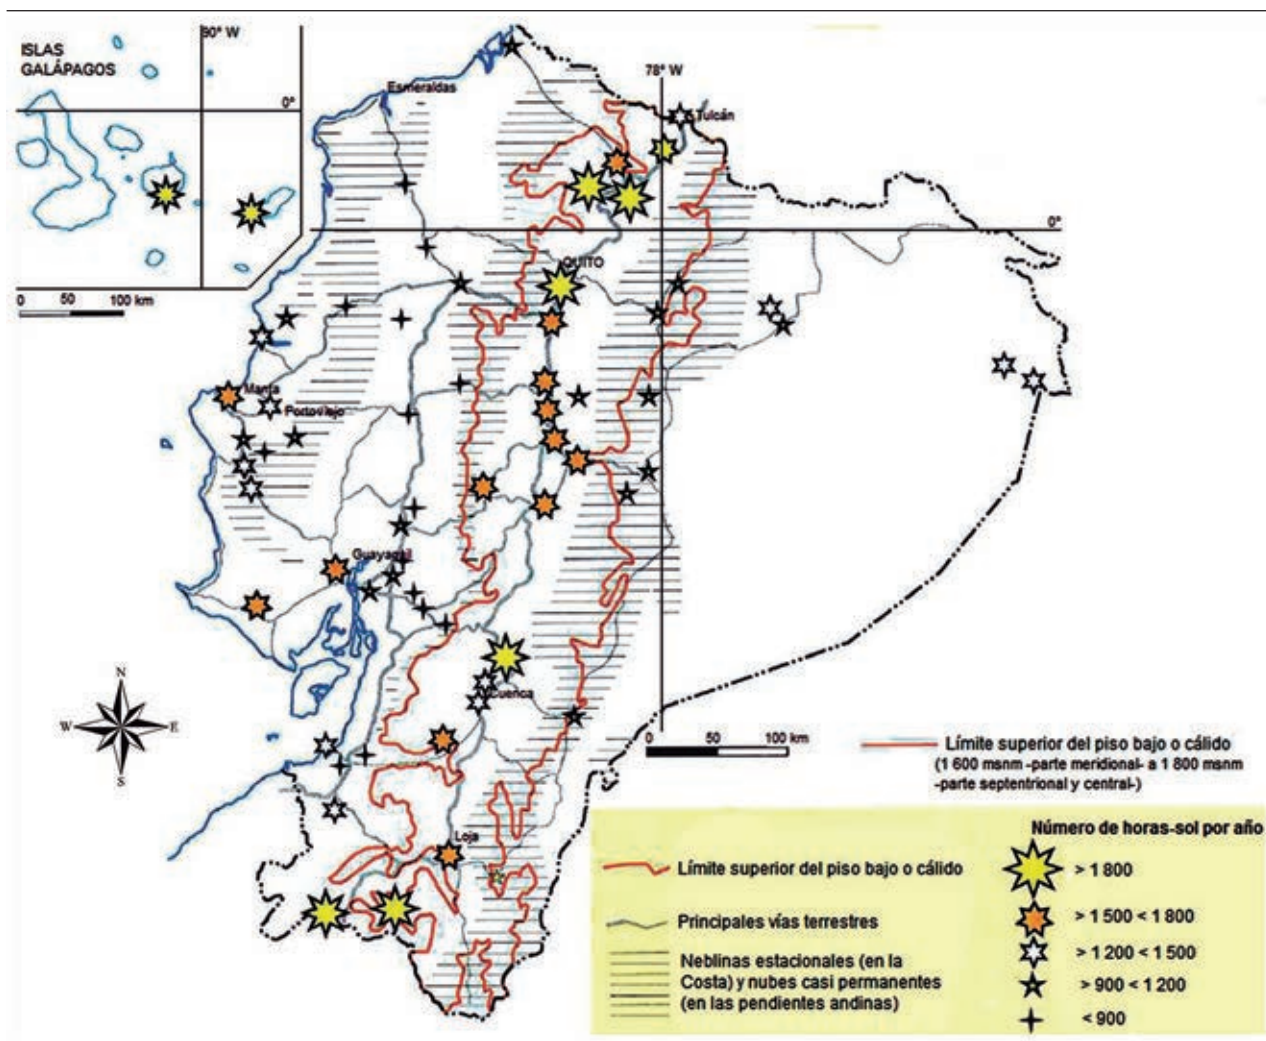 90° W
ISLAS
GALÁPAGOS
0°
0 50 100 km
78° W
Esmeraldas
Tulcán
0°
QUITO
Manta
Portoviejo
Guayaquil
Cuenca
Loja
N
W E
S
0 50 100 km
Límite superior del piso bajo o cálido
(1 600 msnm -parte meridional- a 1 800 msnm
-parte septentrional y central-)
Número de horas-sol por año
Límite superior del piso bajo o cálido
Principales vías terrestres
Neblinas estacionales (en la
Costa) y nubes casi permanentes
(en las pendientes andinas)
> 1 800
> 1 500 < 1 800
> 1 200 < 1 500
> 900 < 1 200
< 900